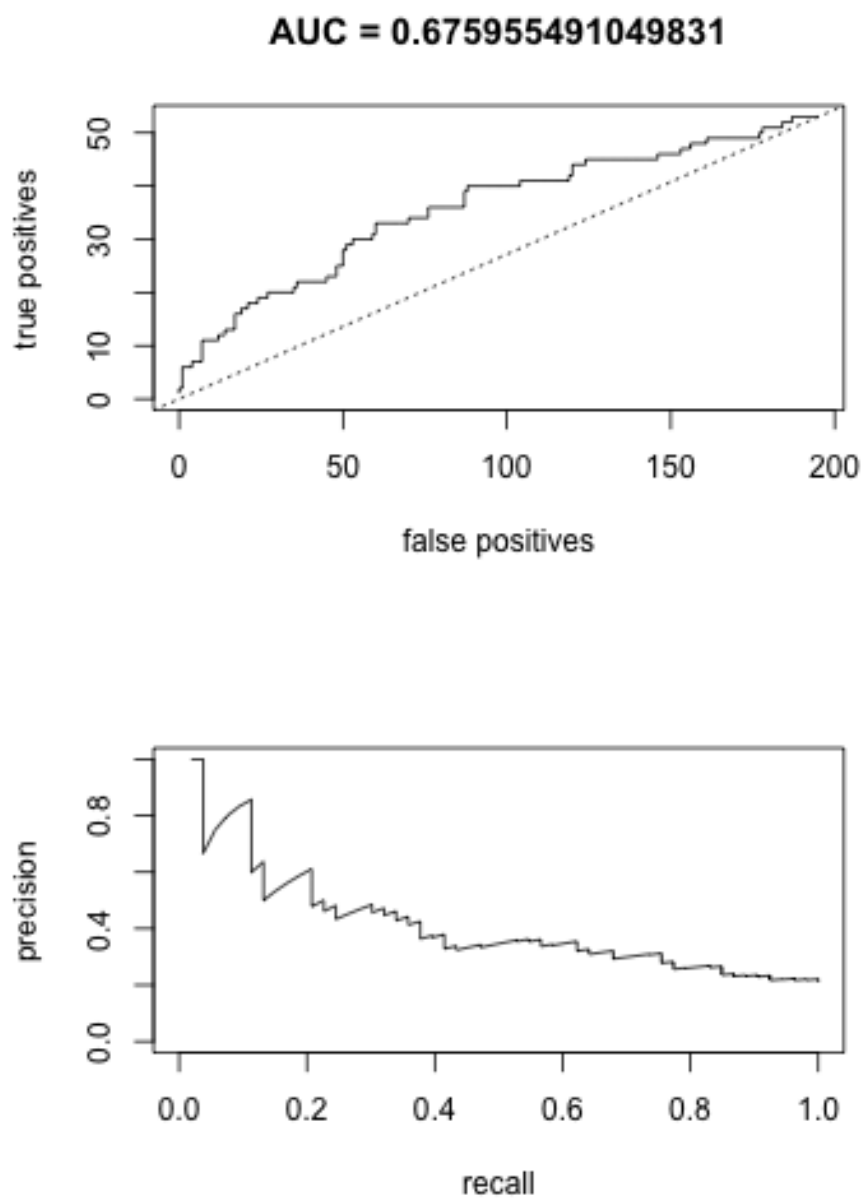 AUC = 0.675955491049831
true positives
50
30
10
0
0 50 100 150 200
false positives
precision
0.8
0.4
0.0
0.0 0.2 0.4 0.6 0.8 1.0
recall